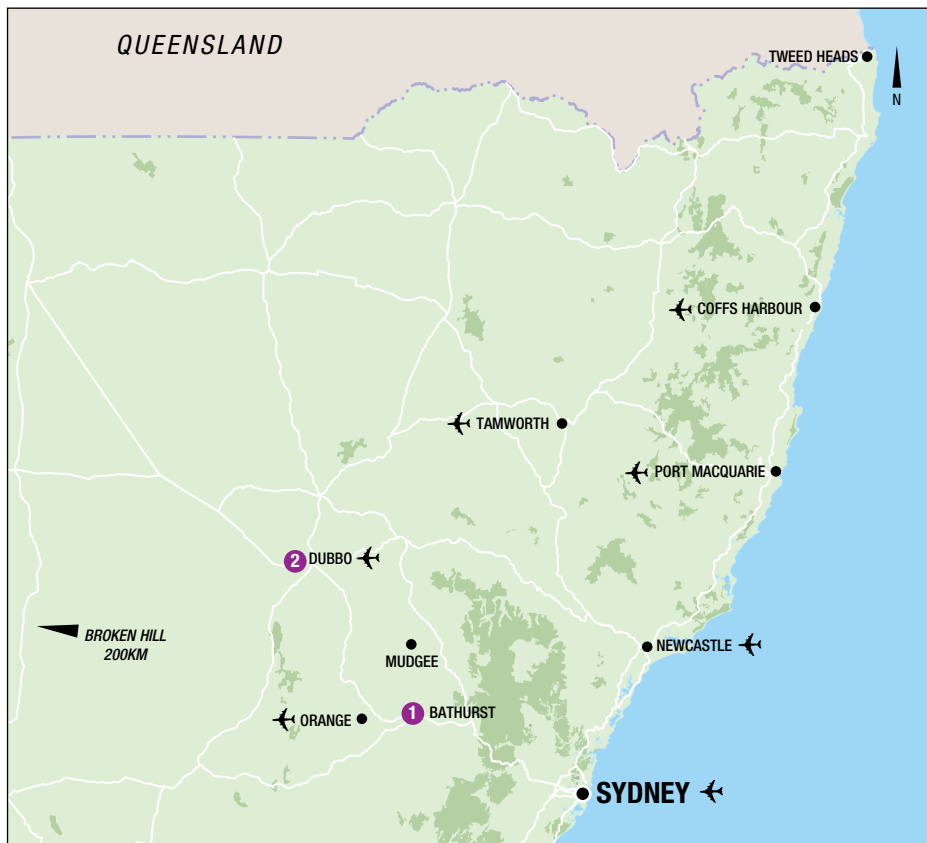 QUEENSLAND
TWEED HEADS
N
COFFS HARBOUR
TAMWORTH
PORT MACQUARIE
2 DUBBO
BROKEN HILL
200KM
MUDGEE
NEWCASTLE
ORANGE
1 BATHURST
SYDNEY